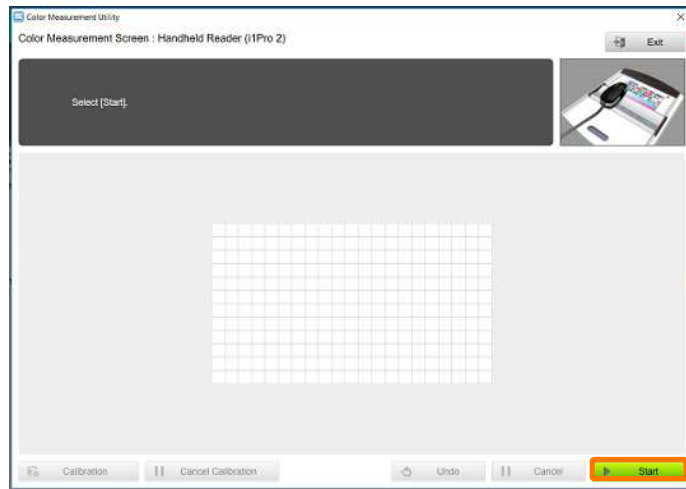 Color Measurement Utility
Color Measurement Screen : Handheld Reader (i1Pro 2)
Exit
Select [Start].
Calibration
Cancel Calibration
Undo
Cancel
Start